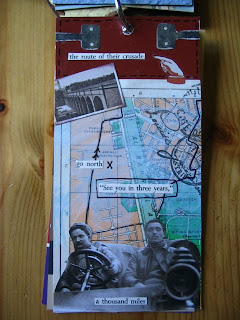 the route of their crusade
go north X
"See you in three years,"
a thousand miles